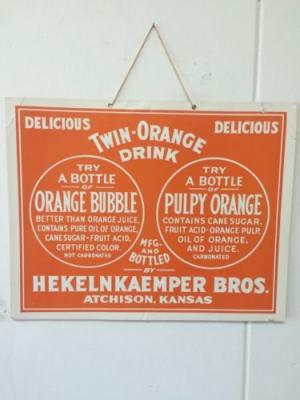 DELICIOUS
DELICIOUS
TWIN-ORANGE
DRINK
TRY
A BOTTLE
OF
ORANGE BUBBLE
BETTER THAN ORANGE JUICE,
CONTAINS PURE OIL OF ORANGE,
CANE SUGAR-FRUIT ACID,
CERTIFIED COLOR.
NOT CARBONATED
TRY
A BOTTLE
OF
PULPY ORANGE
CONTAINS CANE SUGAR,
FRUIT ACID-ORANGE PULP,
OIL OF ORANGE,
AND JUICE.
CARBONATED
MFG.
AND
BOTTLED
BY
HEKELNKAEMPER BROS.
ATCHISON, KANSAS